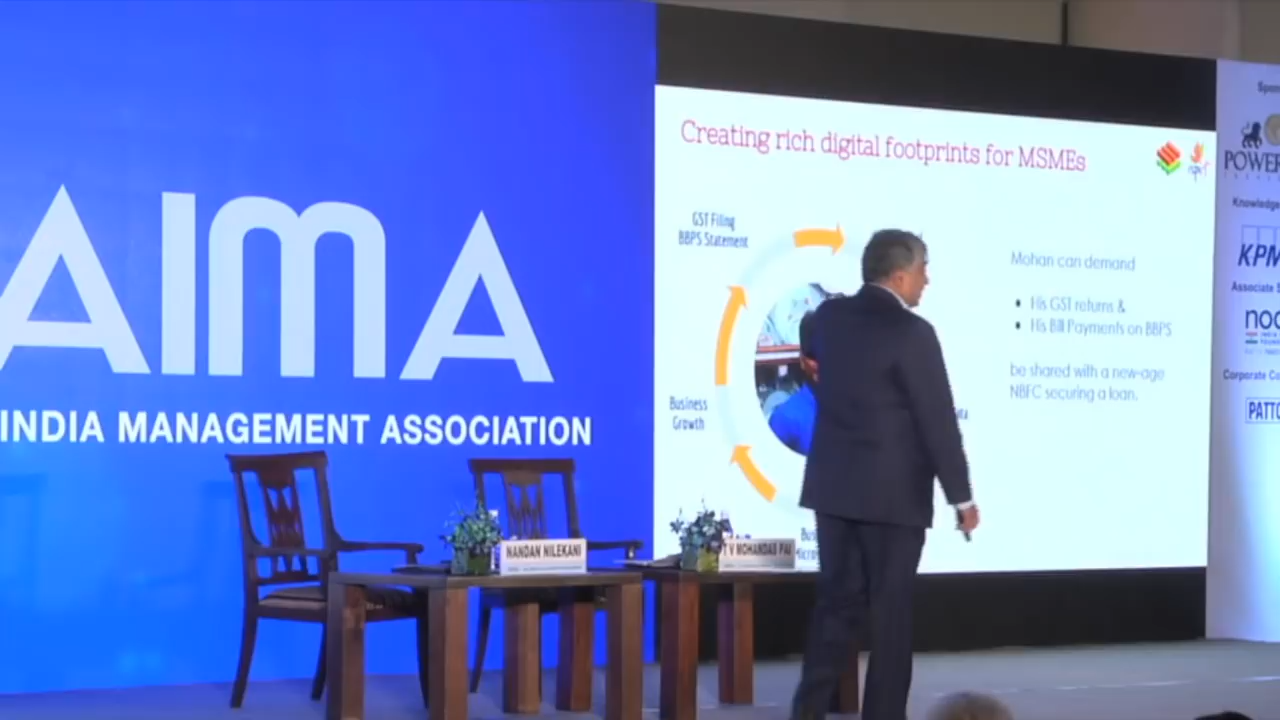 AIMA
INDIA MANAGEMENT ASSOCIATION
NANDAN NILEKANI
T V MOHANDAS PAI
Creating rich digital footprints for MSMEs
GST Filing
BBPS Statement
Business
Growth
Mohan can demand
• His GST returns &
• His Bill Payments on BBPS
be shared with a new-age
NBFC securing a loan.
Knowledge
KPM
Associate
Corporate